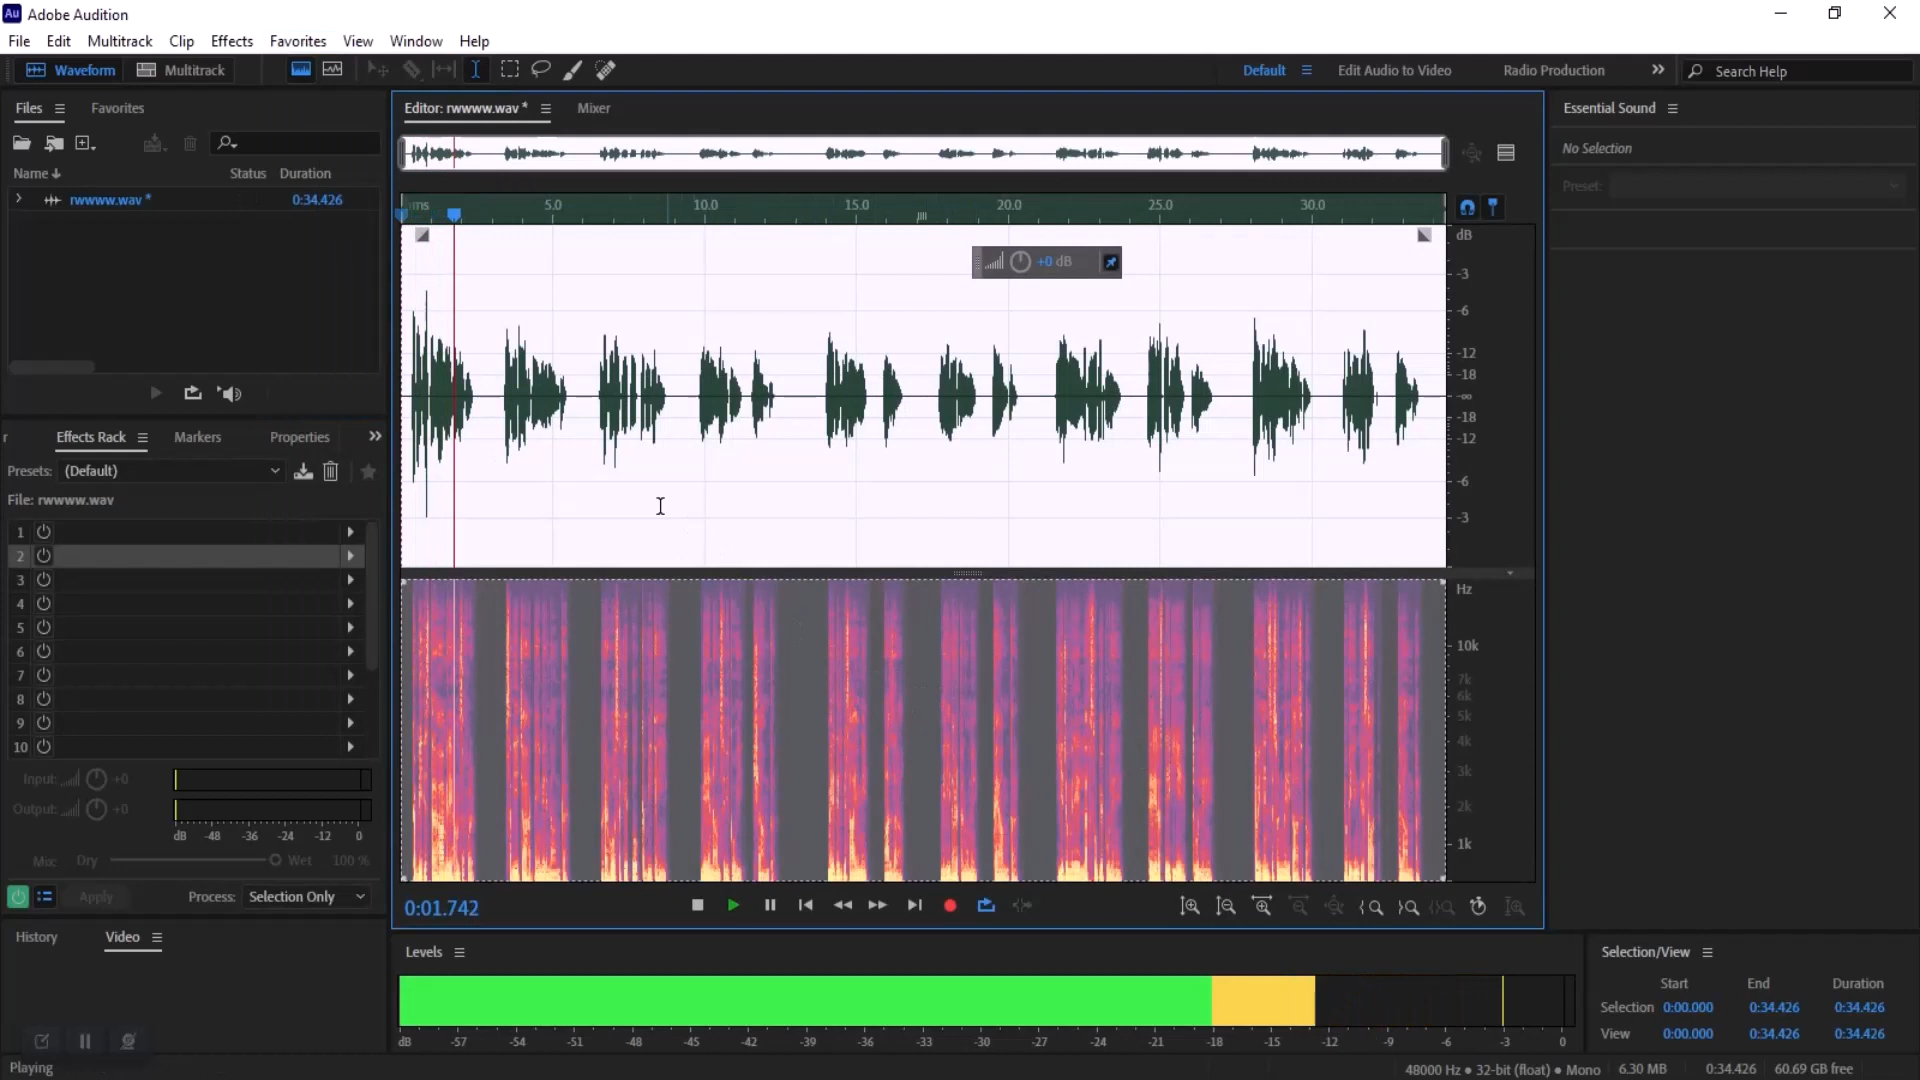 Au Adobe Audition
File Edit Multitrack Clip Effects Favorites View Window Help
Waveform Multitrack Default Edit Audio to Video Radio Production Search Help
Files Favorites
Name Status Duration
rwwww.wav * 0:34.426
Effects Rack Markers Properties
Presets: (Default)
File: rwwww.wav
1
2
3
4
5
6
7
8
9
10
Input: +0
Output: +0
dB -48 -36 -24 -12 0
Mix: Dry Wet 100 %
Apply Process: Selection Only
History Video
Playing
Editor: rwwww.wav * Mixer
hms 5.0 10.0 15.0 20.0 25.0 30.0
+0 dB
dB
-3
-6
-12
-18
-∞
-18
-12
-6
-3
Hz
10k
7k
6k
5k
4k
3k
2k
1k
0:01.742
Levels
dB -57 -54 -51 -48 -45 -42 -39 -36 -33 -30 -27 -24 -21 -18 -15 -12 -9 -6 -3 0
Essential Sound
No Selection
Preset:
Selection/View
Start End Duration
Selection 0:00.000 0:34.426 0:34.426
View 0:00.000 0:34.426 0:34.426
48000 Hz ● 32-bit (float) ● Mono 6.30 MB 0:34.426 60.69 GB free